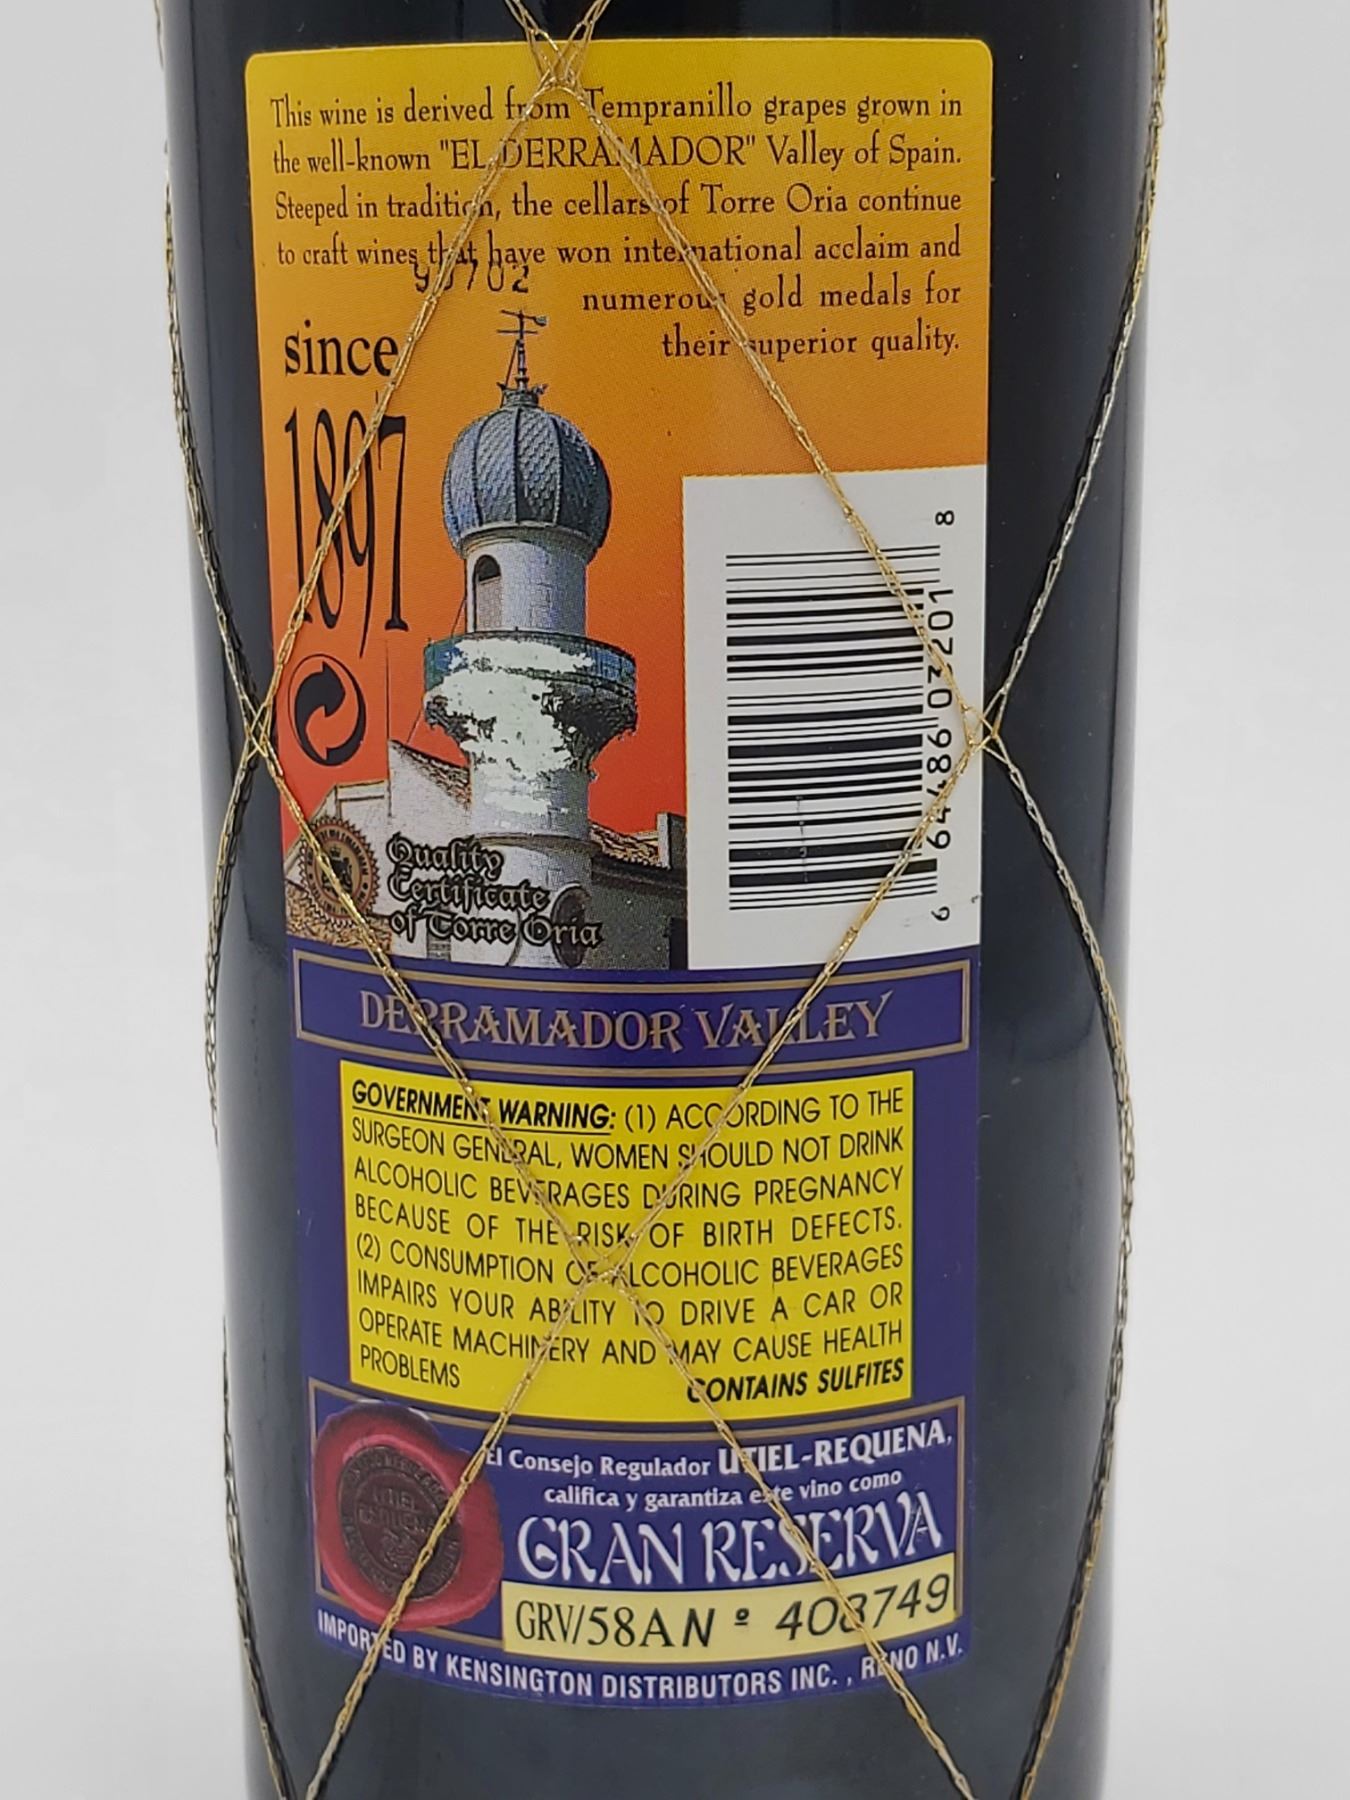 This wine is derived from Tempranillo grapes grown in
the well-known "EL DERRAMADOR" Valley of Spain.
Steeped in tradition, the cellars of Torre Oria continue
to craft wines that have won international acclaim and
numerous gold medals for
their superior quality.
since
1897
8
6 64786 03201
Quality
Certificate
of Torre Oria
DERRAMADOR VALLEY
GOVERNMENT WARNING: (1) ACCORDING TO THE
SURGEON GENERAL, WOMEN SHOULD NOT DRINK
ALCOHOLIC BEVERAGES DURING PREGNANCY
BECAUSE OF THE RISK OF BIRTH DEFECTS.
(2) CONSUMPTION OF ALCOHOLIC BEVERAGES
IMPAIRS YOUR ABILITY TO DRIVE A CAR OR
OPERATE MACHINERY AND MAY CAUSE HEALTH
PROBLEMS CONTAINS SULFITES
El Consejo Regulador UTIEL-REQUENA,
califica y garantiza este vino como
GRAN RESERVA
GRV/58A Nº 408749
IMPORTED BY KENSINGTON DISTRIBUTORS INC., RENO N.V.